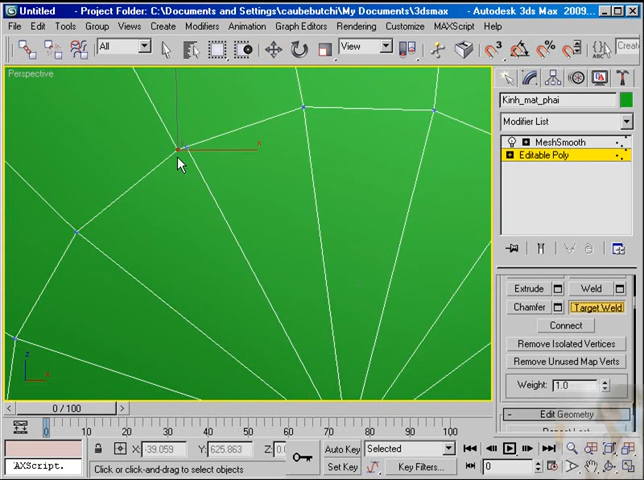 Untitled - Project Folder: C:\Documents and Settings\caubebutchi\My Documents\3dsmax - Autodesk 3ds Max 2009...
File Edit Tools Group Views Create Modifiers Animation Graph Editors Rendering Customize MAXScript Help
All View Create
Perspective
Kinh_mat_phai
Modifier List
MeshSmooth
Editable Poly
x
Extrude Weld
Chamfer Target Weld
Connect
Remove Isolated Vertices
Remove Unused Map Verts
Weight: 1.0
z
x
- Edit Geometry
0 / 100
0 10 20 30 40 50 60 70 80 90 100
X: -39.059 Y: 625.863 Z: 0.0
Auto Key Selected
AXScript. Click or click-and-drag to select objects
Set Key Key Filters... 0